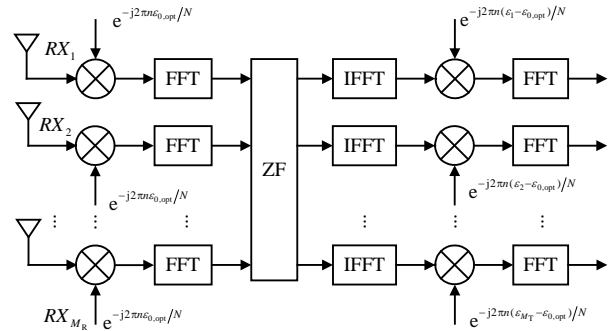 e^{-j2πnε_{0,opt}/N} e^{-j2πn(ε_1−ε_{0,opt})/N}
RX_1 FFT IFFT FFT
RX_2 FFT ZF IFFT FFT
e^{-j2πnε_{0,opt}/N} e^{-j2πn(ε_2−ε_{0,opt})/N}
... ⋮ ⋮ ⋮ ⋮ ⋮ ...
FFT IFFT FFT
RX_{M_R} e^{-j2πnε_{0,opt}/N} e^{-j2πn(ε_{M_T}−ε_{0,opt})/N}